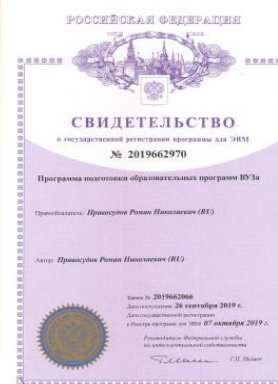 РОССИЙСКАЯ ФЕДЕРАЦИЯ
СВИДЕТЕЛЬСТВО
о государственной регистрации программы для ЭВМ
№ 2019662970
Программа подготовки образовательных программ ВУЗа
Правообладатель: Правосудов Роман Николаевич (RU)
Автор: Правосудов Роман Николаевич (RU)
Заявка № 2019662066
Дата поступления 26 сентября 2019 г.
Дата государственной регистрации
в Реестре программ для ЭВМ 07 октября 2019 г.
Руководитель Федеральной службы
по интеллектуальной собственности
Г.П. Ивлиев